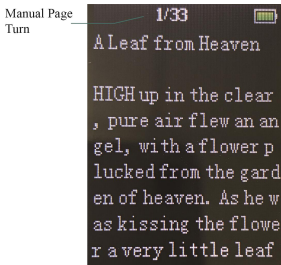 Manual Page
Turn
1/33
A Leaf from Heaven
HIGH up in the clear
, pure air flew an an
gel, with a flower p
lucked from the gard
en of heaven. As he w
as kissing the flowe
r a very little leaf